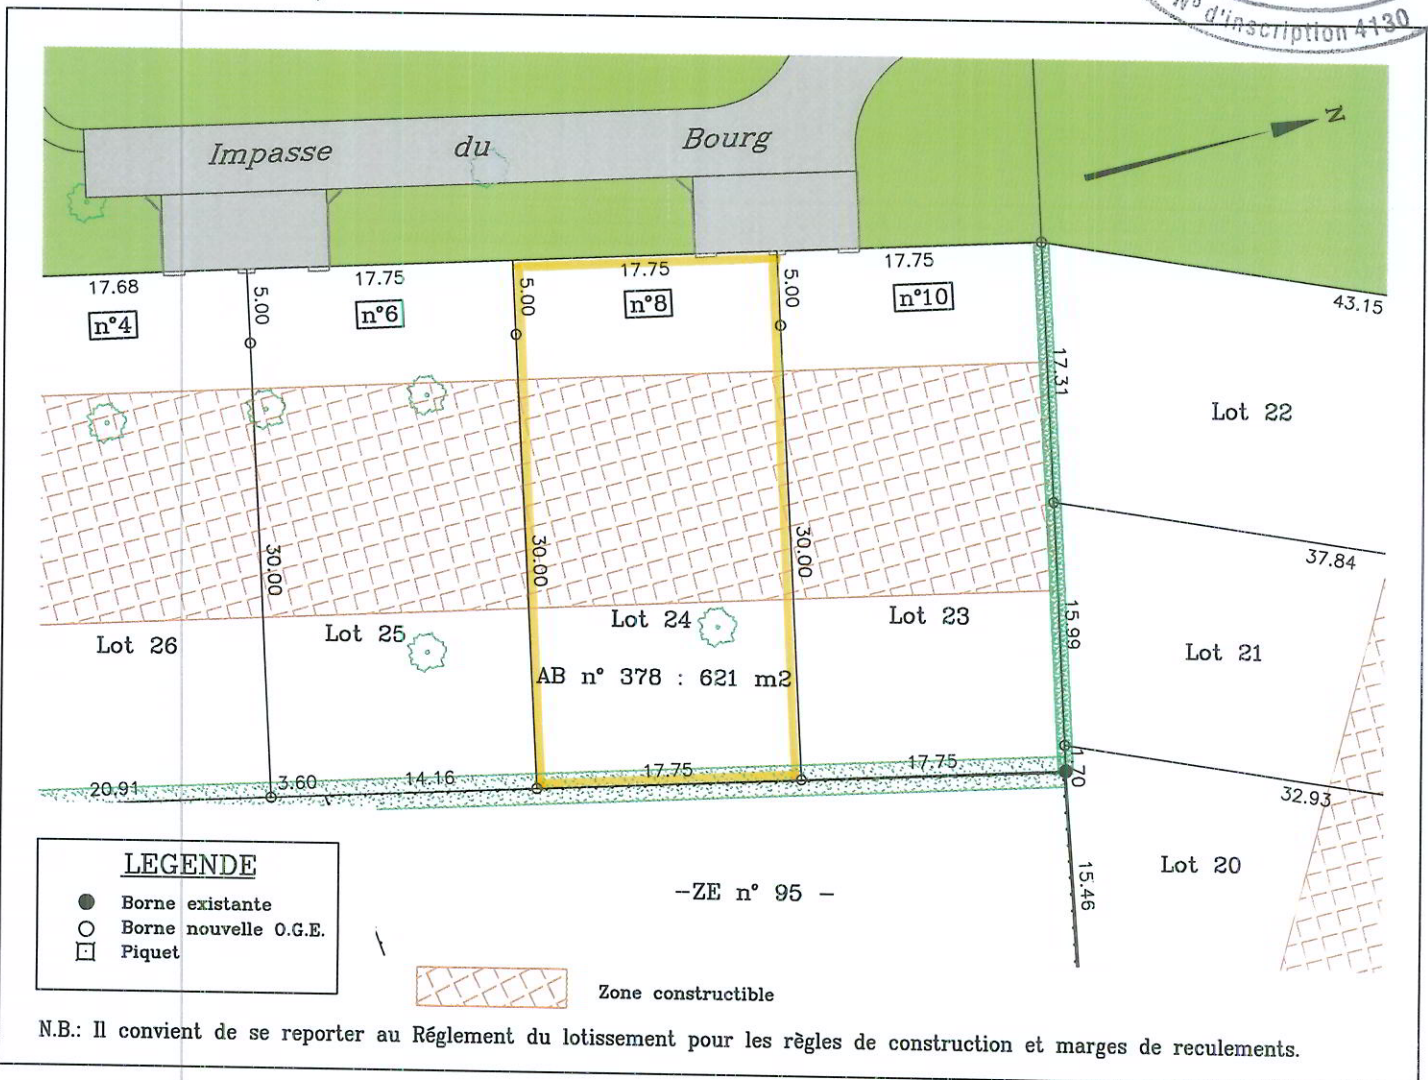 N° d'inscription 4130
Impasse du Bourg
N
17.68
17.75
17.75
17.75
43.15
n°4
5.00
n°6
5.00
n°8
5.00
n°10
17.31
Lot 22
30.00
30.00
30.00
37.84
15.99
Lot 26
Lot 25
Lot 24
Lot 23
Lot 21
AB n° 378 : 621 m2
20.91
3.60
14.16
17.75
17.75
1.70
32.93
15.46
Lot 20
-ZE n° 95 -
LEGENDE
Borne existante
Borne nouvelle O.G.E.
Piquet
Zone constructible
N.B.: Il convient de se reporter au Réglement du lotissement pour les règles de construction et marges de reculements.